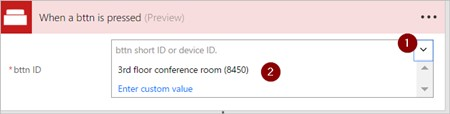 When a bttn is pressed (Preview)
bttn short ID or device ID.
1
* bttn ID
3rd floor conference room (8450)
2
Enter custom value